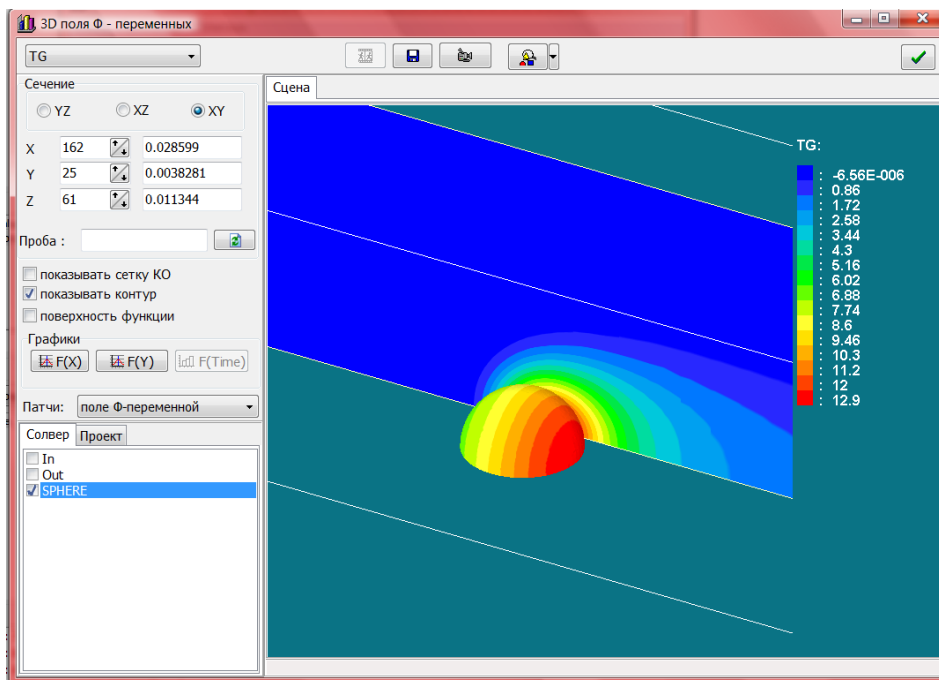 3D поля Ф - переменных
TG
Сечение
YZ
XZ
XY
X 162 0.028599
Y 25 0.0038281
Z 61 0.011344
Проба :
показывать сетку КО
показывать контур
поверхность функции
Графики
F(X) F(Y) F(Time)
Патчи: поле Ф-переменной
Солвер Проект
In
Out
SPHERE
Сцена
TG:
: -6.56E-006
: 0.86
: 1.72
: 2.58
: 3.44
: 4.3
: 5.16
: 6.02
: 6.88
: 7.74
: 8.6
: 9.46
: 10.3
: 11.2
: 12
: 12.9